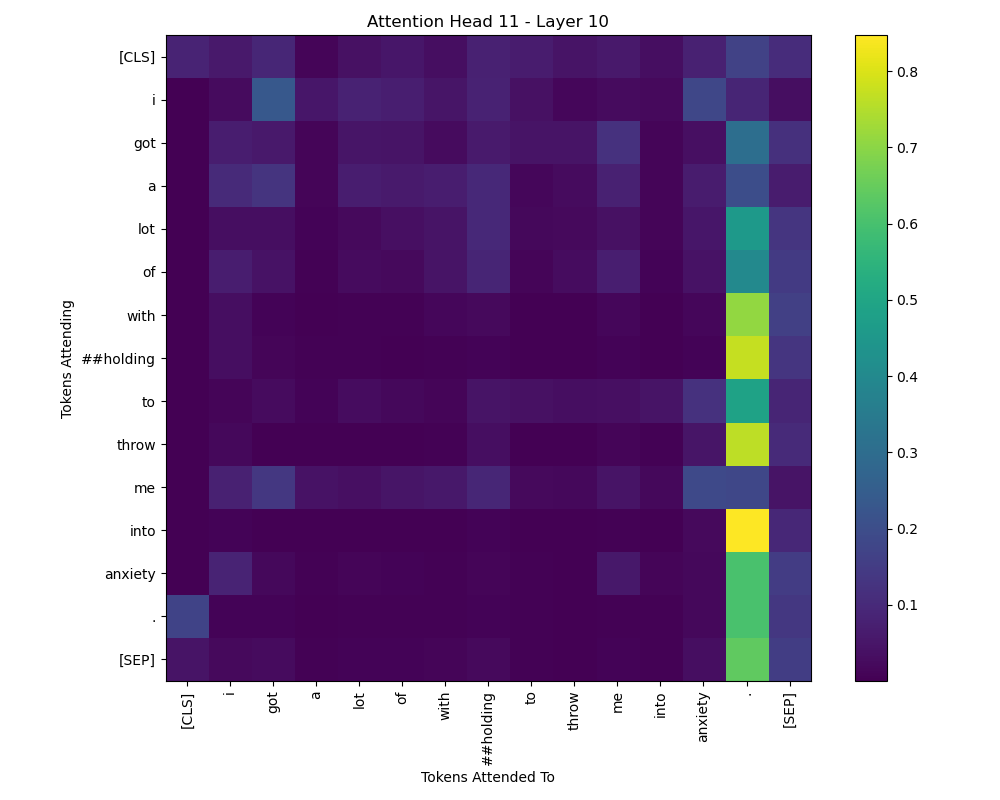 Attention Head 11 - Layer 10
Tokens Attending
[CLS]
i
got
a
lot
of
with
##holding
to
throw
me
into
anxiety
.
[SEP]
[CLS]
i
got
a
lot
of
with
##holding
to
throw
me
into
anxiety
.
[SEP]
Tokens Attended To
0.8
0.7
0.6
0.5
0.4
0.3
0.2
0.1